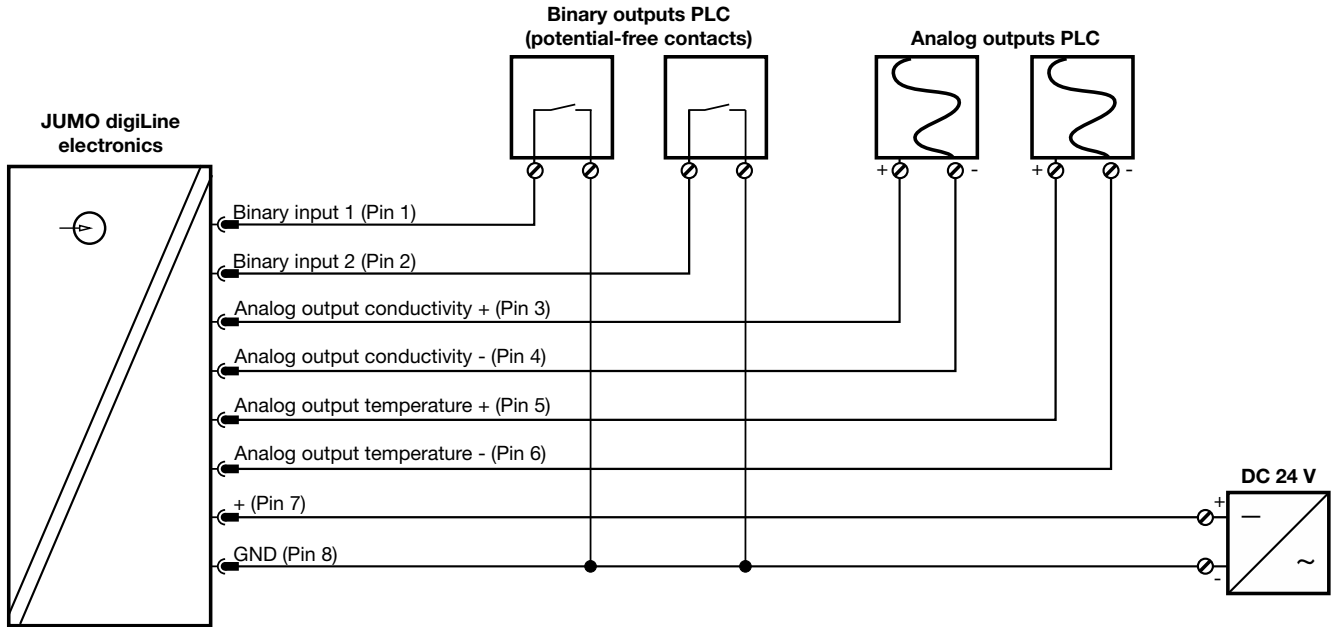 Binary outputs PLC
(potential-free contacts)
Analog outputs PLC
JUMO digiLine
electronics
+ - + -
Binary input 1 (Pin 1)
Binary input 2 (Pin 2)
Analog output conductivity + (Pin 3)
Analog output conductivity - (Pin 4)
Analog output temperature + (Pin 5)
Analog output temperature - (Pin 6)
DC 24 V
+ (Pin 7)
+
GND (Pin 8)
-
~